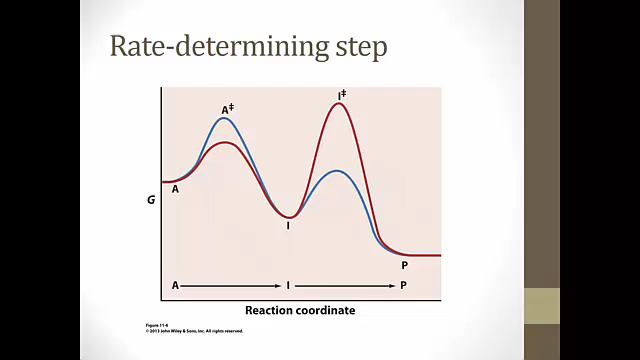 Rate-determining step
A‡
I‡
A
G
I
P
A I P
Reaction coordinate
Figure 11-6
© 2013 John Wiley & Sons, Inc. All rights reserved.